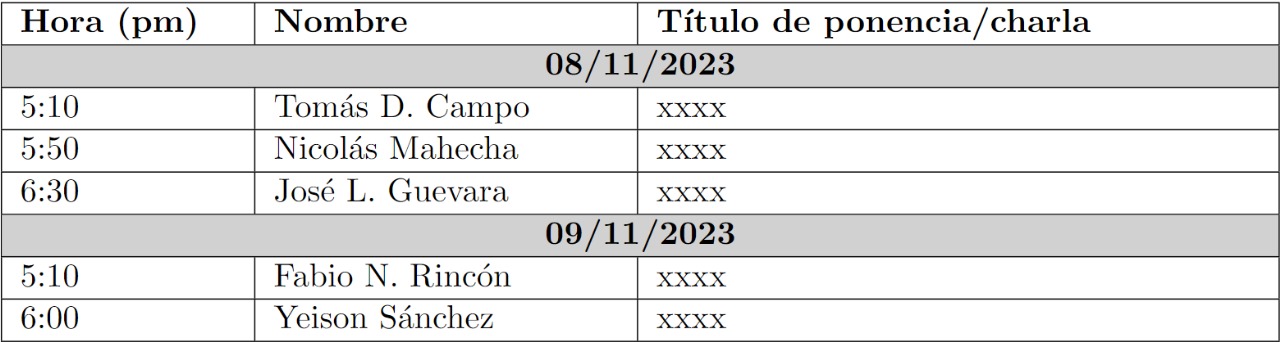 Hora (pm) Nombre Título de ponencia/charla
08/11/2023
5:10 Tomás D. Campo xxxx
5:50 Nicolás Mahecha xxxx
6:30 José L. Guevara xxxx
09/11/2023
5:10 Fabio N. Rincón xxxx
6:00 Yeison Sánchez xxxx